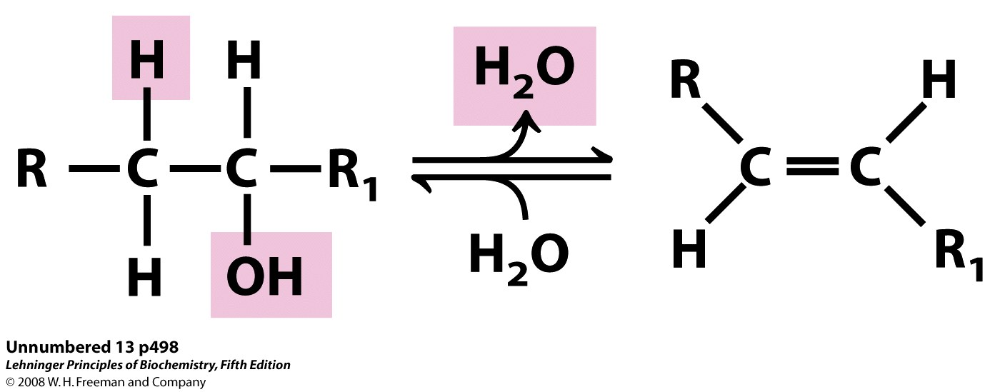 H H H₂O R H
R C C R₁ C C
H OH H₂O H R₁
Unnumbered 13 p498
Lehninger Principles of Biochemistry, Fifth Edition
© 2008 W. H. Freeman and Company